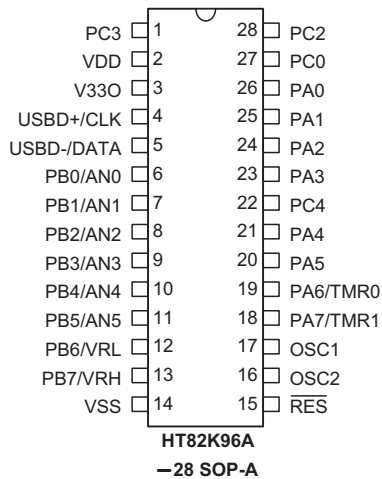 PC3 1 28 PC2
VDD 2 27 PC0
V33O 3 26 PA0
USBD+/CLK 4 25 PA1
USBD-/DATA 5 24 PA2
PB0/AN0 6 23 PA3
PB1/AN1 7 22 PC4
PB2/AN2 8 21 PA4
PB3/AN3 9 20 PA5
PB4/AN4 10 19 PA6/TMR0
PB5/AN5 11 18 PA7/TMR1
PB6/VRL 12 17 OSC1
PB7/VRH 13 16 OSC2
VSS 14 15 RES
HT82K96A
–28 SOP-A